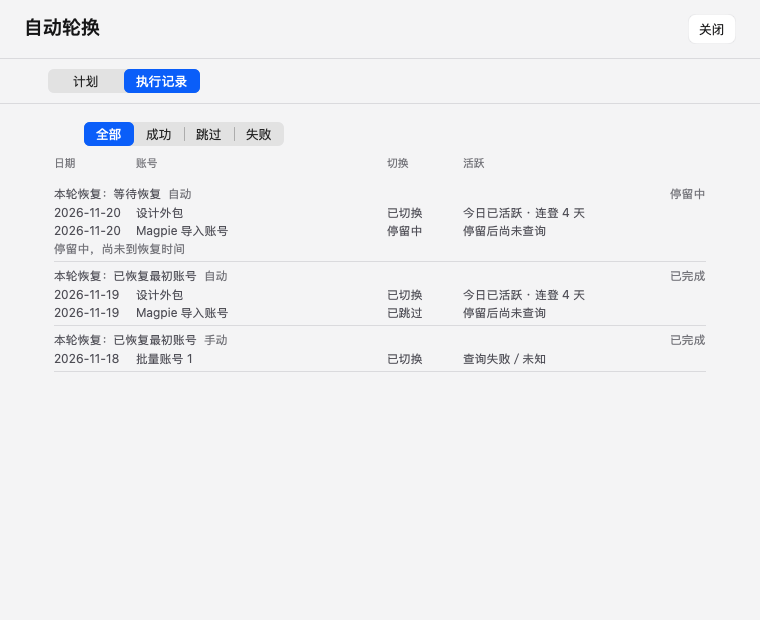 自动轮换
关闭
计划 执行记录
全部 成功 跳过 失败
日期 账号 切换 活跃
本轮恢复：等待恢复 自动 停留中
2026-11-20 设计外包 已切换 今日已活跃 · 连登 4 天
2026-11-20 Magpie 导入账号 停留中 停留后尚未查询
停留中，尚未到恢复时间
本轮恢复：已恢复最初账号 自动 已完成
2026-11-19 设计外包 已切换 今日已活跃 · 连登 4 天
2026-11-19 Magpie 导入账号 已跳过 停留后尚未查询
本轮恢复：已恢复最初账号 手动 已完成
2026-11-18 批量账号 1 已切换 查询失败 / 未知